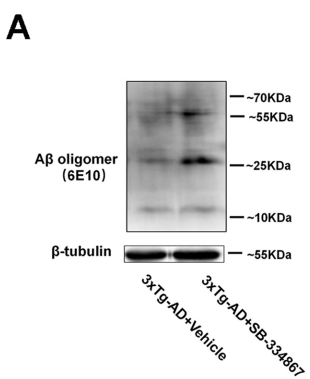 A
~70KDa
~55KDa
Aβ oligomer
(6E10)
~25KDa
~10KDa
β-tubulin
~55KDa
3xTg-AD+Vehicle
3xTg-AD+SB-334867